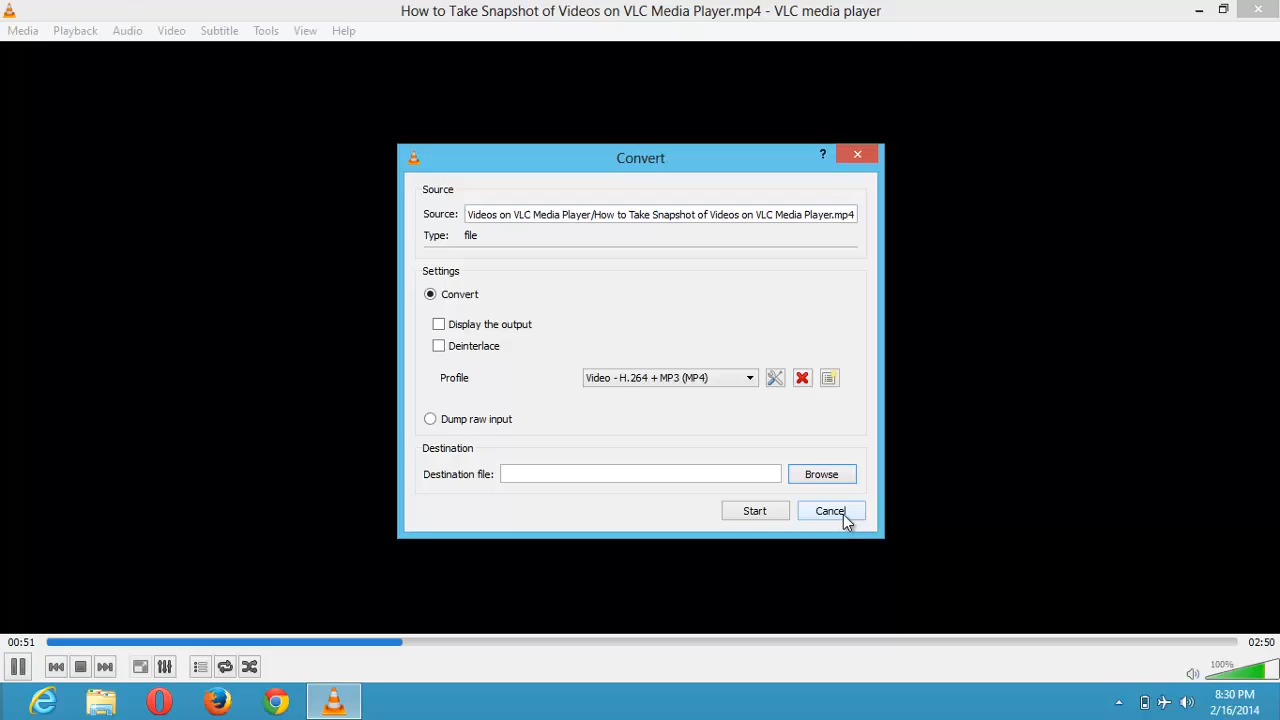 How to Take Snapshot of Videos on VLC Media Player.mp4 - VLC media player
Media Playback Audio Video Subtitle Tools View Help
Convert
?
Source
Source: Videos on VLC Media Player/How to Take Snapshot of Videos on VLC Media Player.mp4
Type: file
Settings
Convert
Display the output
Deinterlace
Profile Video - H.264 + MP3 (MP4)
Dump raw input
Destination
Destination file: Browse
Start Cancel
00:51 02:50
100%
8:30 PM
2/16/2014